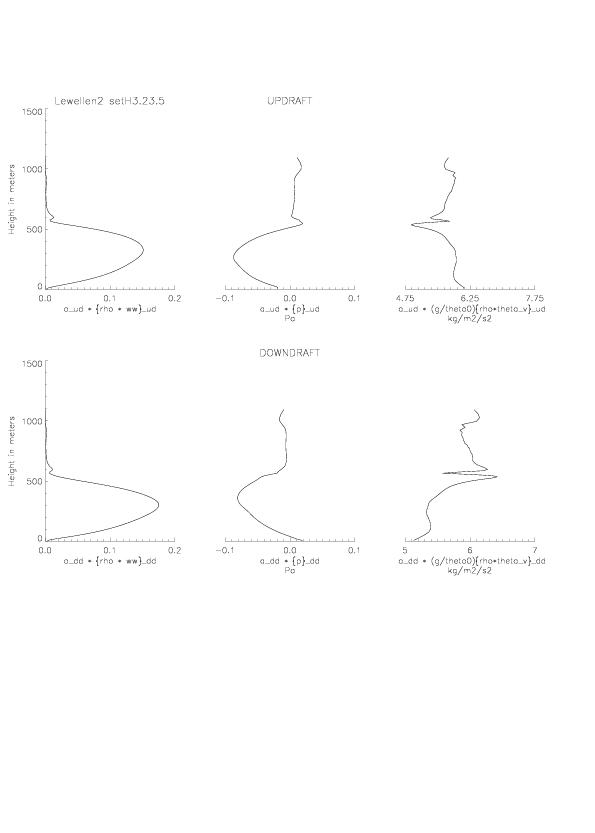 Lewellen2 setH3.23.5
UPDRAFT
1500
1000
500
0
Height in meters
0.0 0.1 0.2
a_ud * {rho * ww}_ud
-0.1 0.0 0.1
a_ud * {p}_ud
Pa
4.75 6.25 7.75
a_ud * (g/theta0){rho*theta_v}_ud
kg/m2/s2
DOWNDRAFT
1500
1000
500
0
Height in meters
0.0 0.1 0.2
a_dd * {rho * ww}_dd
-0.1 0.0 0.1
a_dd * {p}_dd
Pa
5 6 7
a_dd * (g/theta0){rho*theta_v}_dd
kg/m2/s2